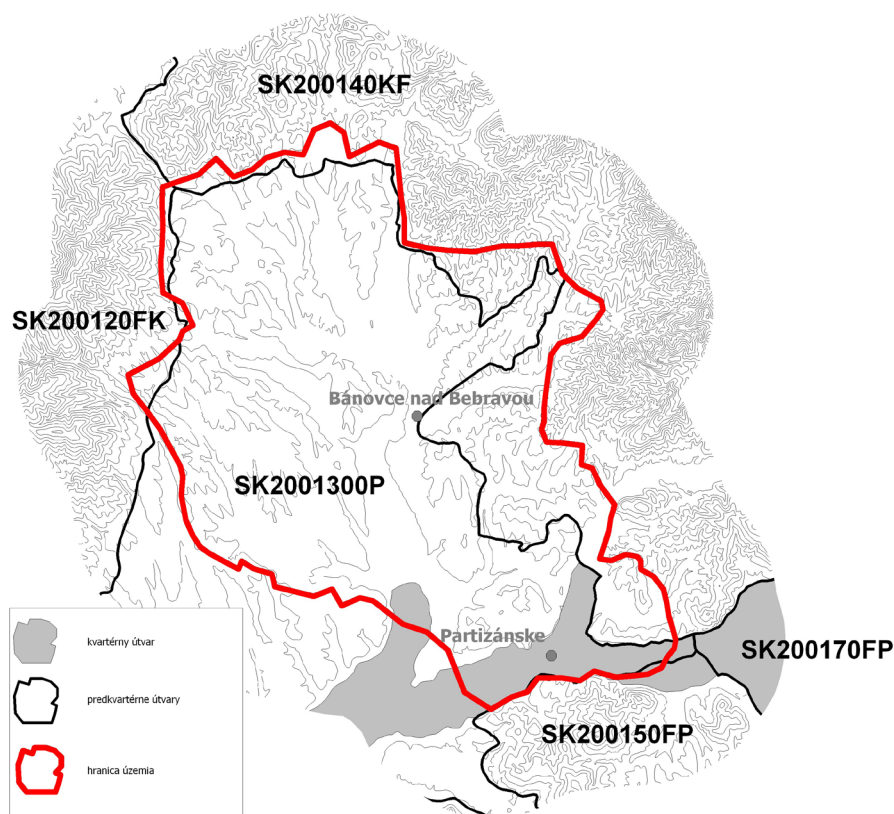 SK200140KF
SK200120FK
Bánovce nad Bebravou
SK2001300P
Partizánske
SK200170FP
SK200150FP
kvartérny útvar
predkvartérne útvary
hranica územia